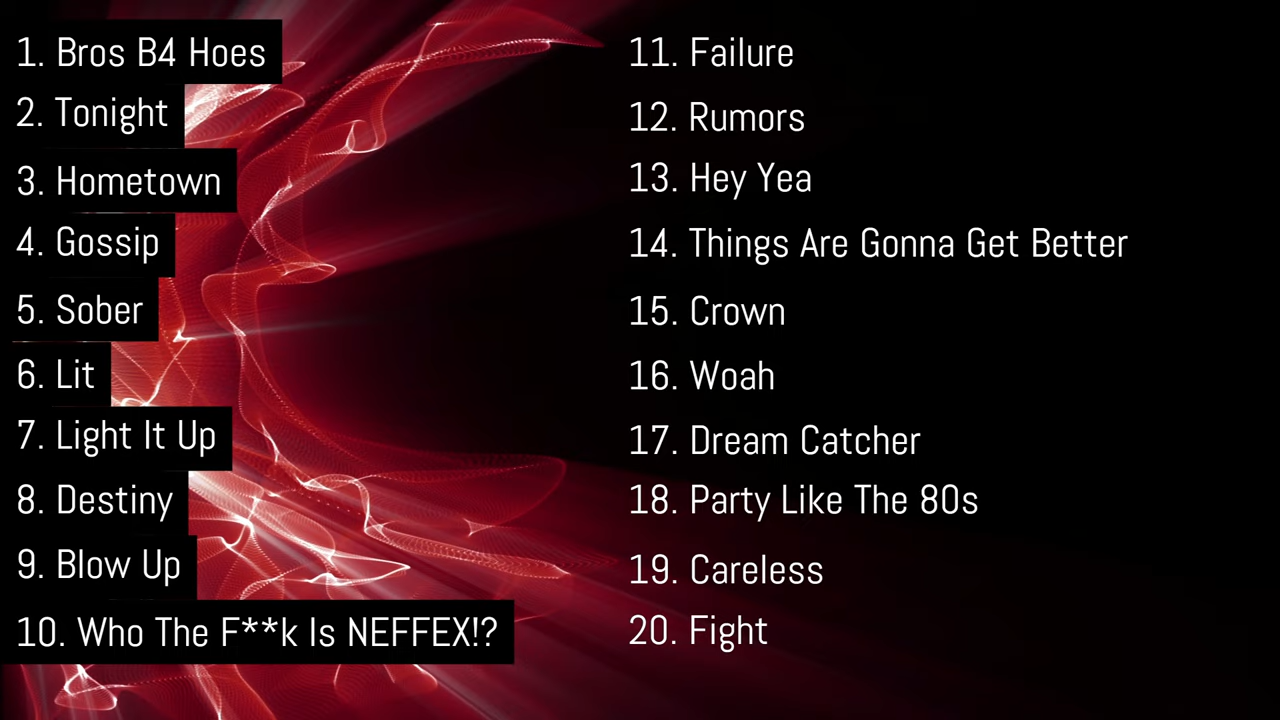 1. Bros B4 Hoes
2. Tonight
3. Hometown
4. Gossip
5. Sober
6. Lit
7. Light It Up
8. Destiny
9. Blow Up
10. Who The F**k Is NEFFEX!?
11. Failure
12. Rumors
13. Hey Yea
14. Things Are Gonna Get Better
15. Crown
16. Woah
17. Dream Catcher
18. Party Like The 80s
19. Careless
20. Fight